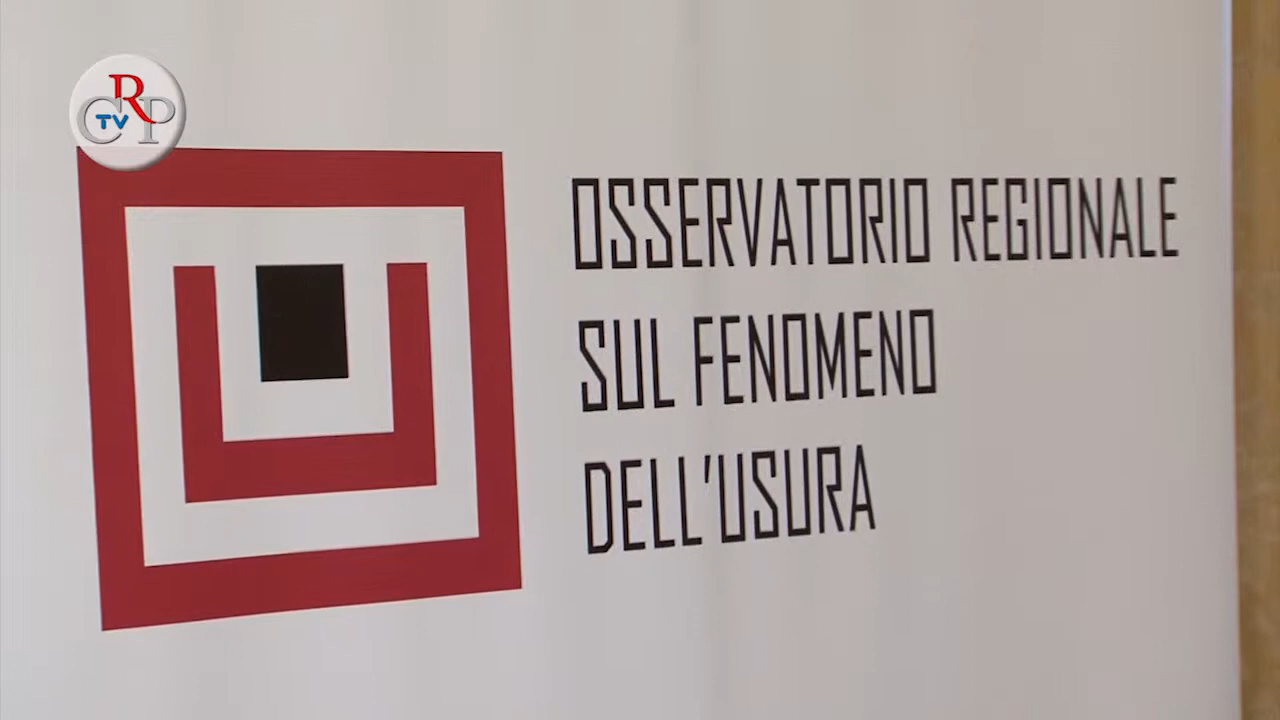 CRP
TV
OSSERVATORIO REGIONALE
SUL FENOMENO
DELL'USURA